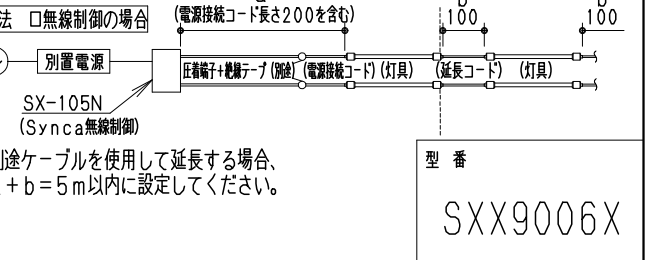 法 ロ無線制御の場合
(電源接続コード長さ200を含む)
b
100
b
100
別置電源
圧着端子+絶縁テープ(別途) (電源接続コード) (灯具) (延長コード) (灯具)
SX-105N
(Synca無線制御)
途ケーブルを使用して延長する場合、
+b=5m以内に設定してください。
型番
SXX9006X